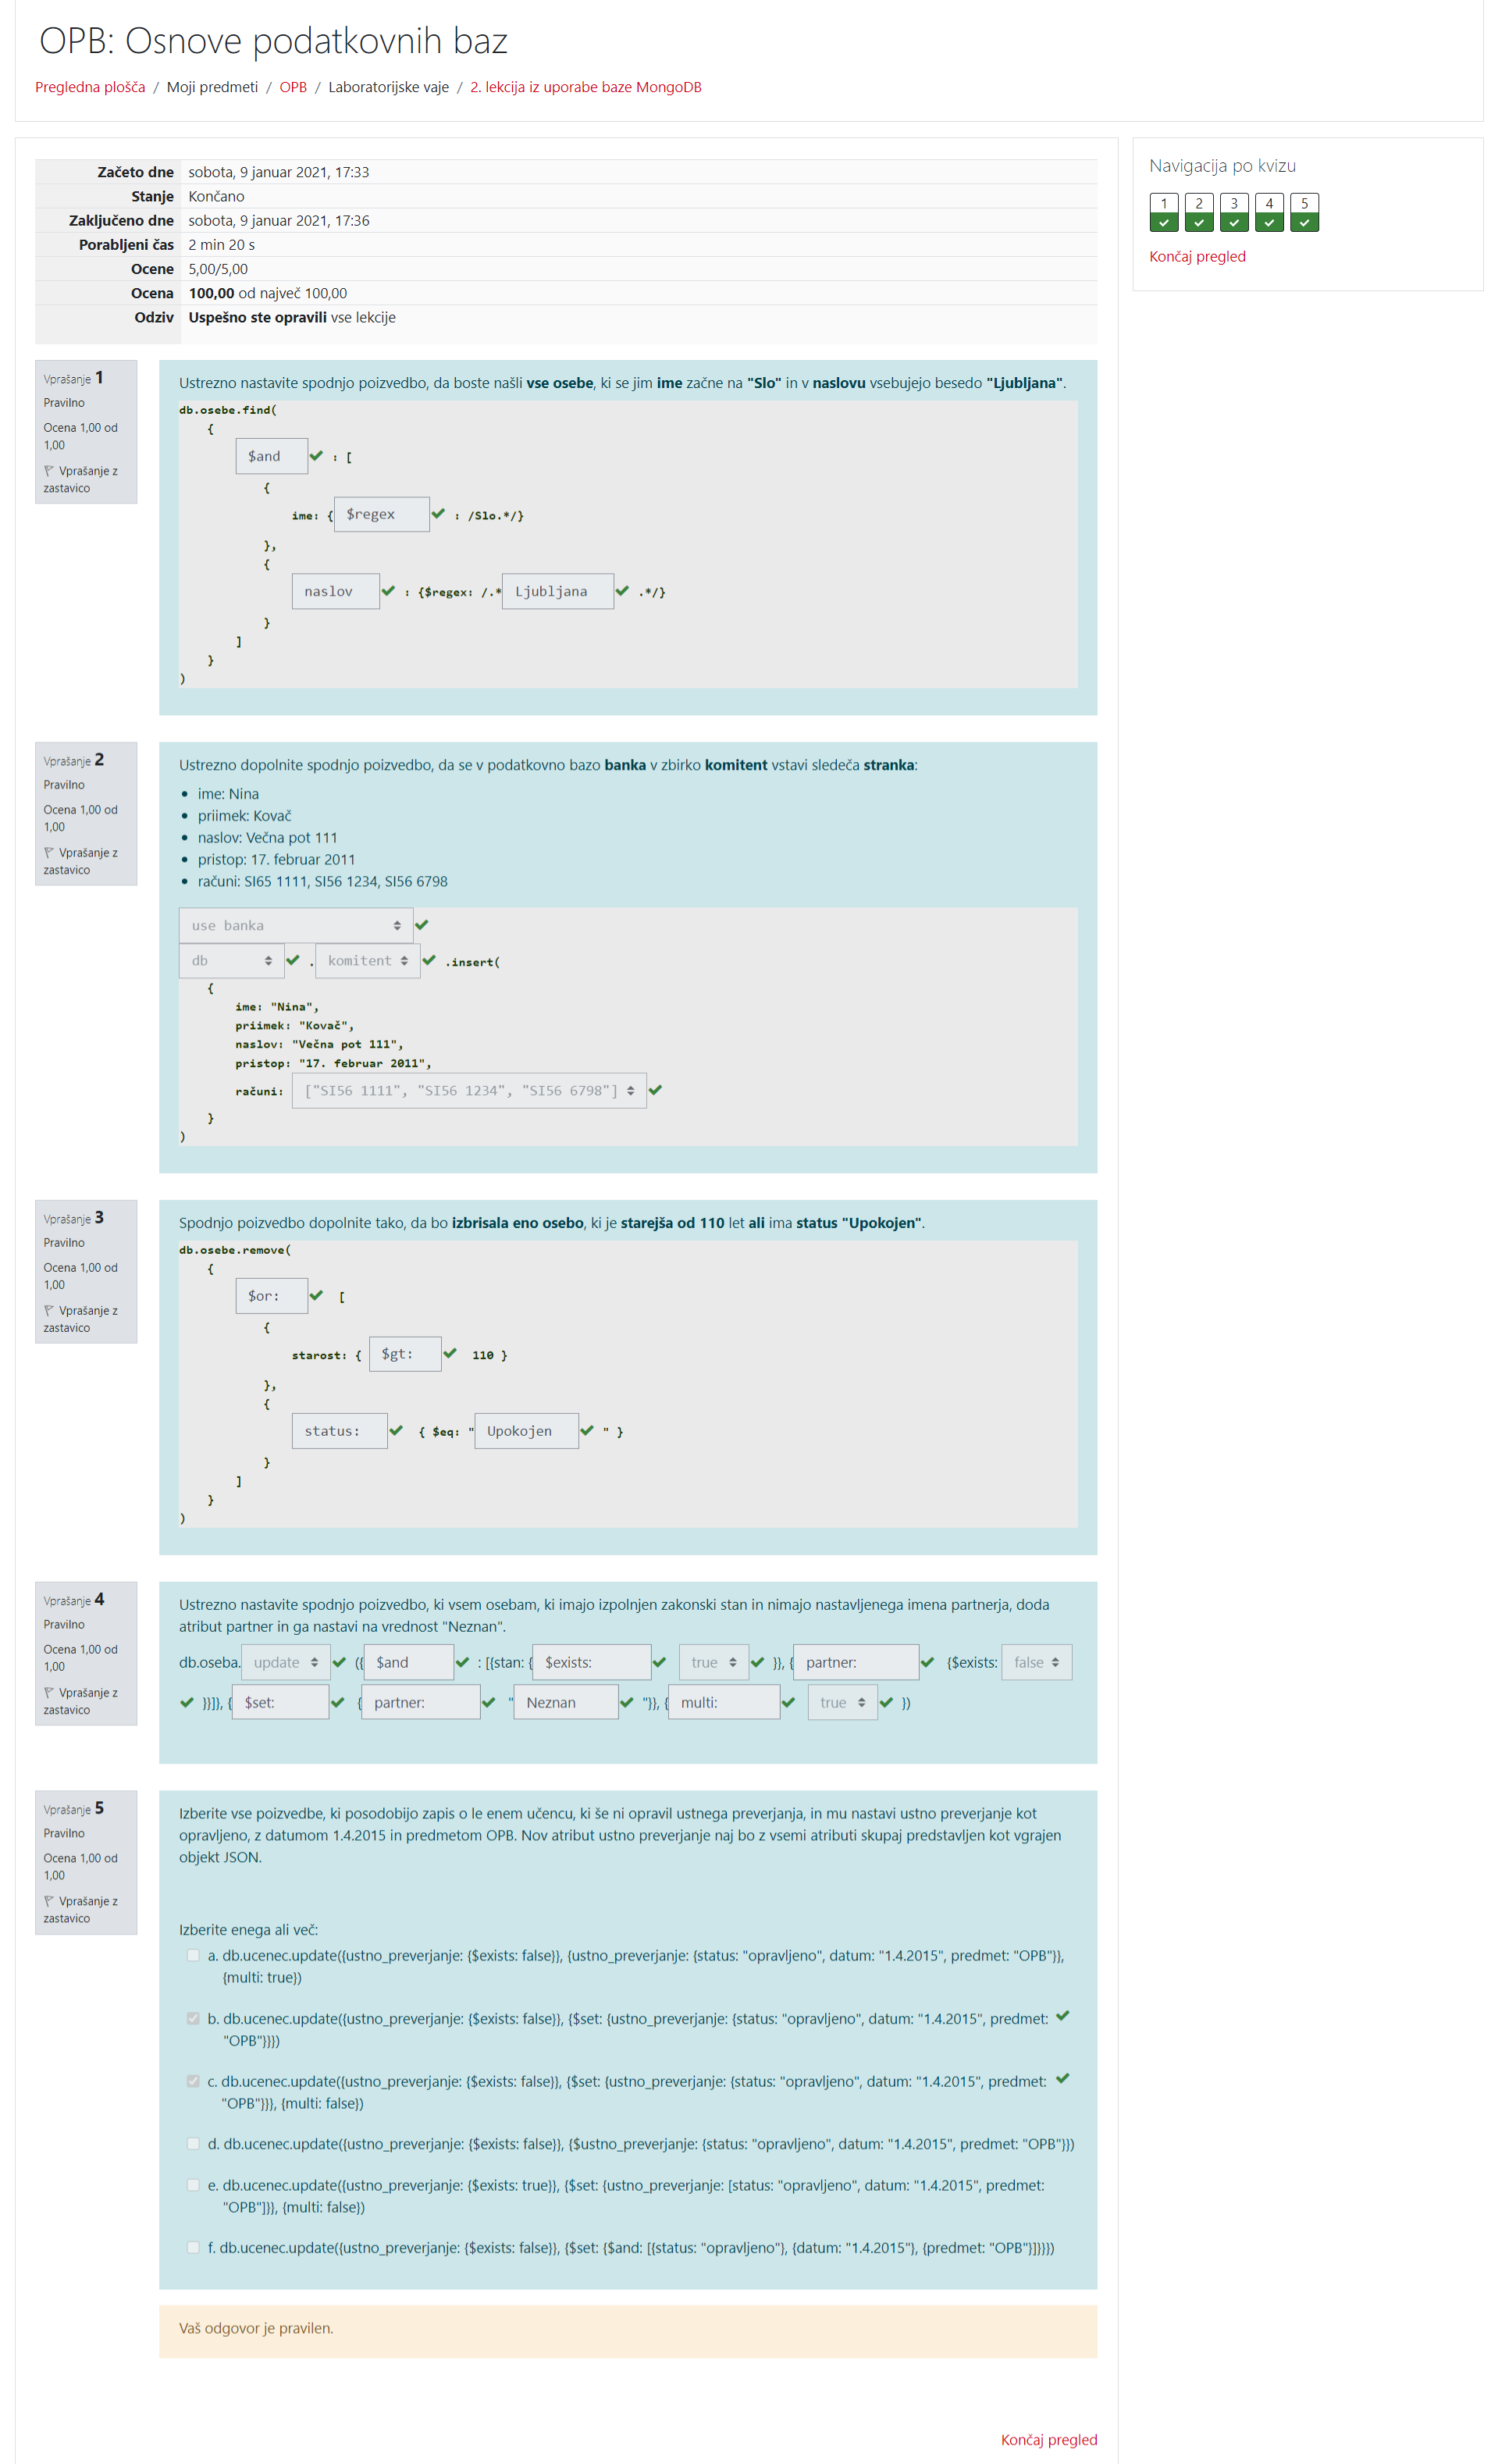 OPB: Osnove podatkovnih baz
Pregledna plošča / Moji predmeti / OPB / Laboratorijske vaje / 2. lekcija iz uporabe baze MongoDB
Začeto dne sobota, 9 januar 2021, 17:33
Stanje Končano
Zaključeno dne sobota, 9 januar 2021, 17:36
Porabljeni čas 2 min 20 s
Ocene 5,00/5,00
Ocena 100,00 od največ 100,00
Odziv Uspešno ste opravili vse lekcije
Navigacija po kvizu
1 2 3 4 5
Končaj pregled
Vprašanje 1
Pravilno
Ocena 1,00 od
1,00
Vprašanje z
zastavico
Ustrezno nastavite spodnjo poizvedbo, da boste našli vse osebe, ki se jim ime začne na "Slo" in v naslovu vsebujejo besedo "Ljubljana".
db.osebe.find(
{
$and : [
{
ime: { $regex : /Slo.*/}
},
{
naslov : {$regex: /.* Ljubljana .*/}
}
]
}
)
Vprašanje 2
Pravilno
Ocena 1,00 od
1,00
Vprašanje z
zastavico
Ustrezno dopolnite spodnjo poizvedbo, da se v podatkovno bazo banka v zbirko komitent vstavi sledeča stranka:
• ime: Nina
• priimek: Kovač
• naslov: Večna pot 111
• pristop: 17. februar 2011
• računi: SI65 1111, SI56 1234, SI56 6798
use banka
db . komitent .insert(
{
ime: "Nina",
priimek: "Kovač",
naslov: "Večna pot 111",
pristop: "17. februar 2011",
računi: ["SI56 1111", "SI56 1234", "SI56 6798"]
}
)
Vprašanje 3
Pravilno
Ocena 1,00 od
1,00
Vprašanje z
zastavico
Spodnjo poizvedbo dopolnite tako, da bo izbrisala eno osebo, ki je starejša od 110 let ali ima status "Upokojen".
db.osebe.remove(
{
$or: [
{
starost: { $gt: 110 }
},
{
status: { $eq: " Upokojen " }
}
]
}
)
Vprašanje 4
Pravilno
Ocena 1,00 od
1,00
Vprašanje z
zastavico
Ustrezno nastavite spodnjo poizvedbo, ki vsem osebam, ki imajo izpolnjen zakonski stan in nimajo nastavljenega imena partnerja, doda
atribut partner in ga nastavi na vrednost "Neznan".
db.oseba. update ({ $and : [{stan: { $exists: true }}, { partner: {$exists: false
}}]}, { $set: { partner: " Neznan "}}, { multi: true })
Vprašanje 5
Pravilno
Ocena 1,00 od
1,00
Vprašanje z
zastavico
Izberite vse poizvedbe, ki posodobijo zapis o le enem učencu, ki še ni opravil ustnega preverjanja, in mu nastavi ustno preverjanje kot
opravljeno, z datumom 1.4.2015 in predmetom OPB. Nov atribut ustno preverjanje naj bo z vsemi atributi skupaj predstavljen kot vgrajen
objekt JSON.
Izberite enega ali več:
a. db.ucenec.update({ustno_preverjanje: {$exists: false}}, {ustno_preverjanje: {status: "opravljeno", datum: "1.4.2015", predmet: "OPB"}},
{multi: true})
b. db.ucenec.update({ustno_preverjanje: {$exists: false}}, {$set: {ustno_preverjanje: {status: "opravljeno", datum: "1.4.2015", predmet:
"OPB"}}})
c. db.ucenec.update({ustno_preverjanje: {$exists: false}}, {$set: {ustno_preverjanje: {status: "opravljeno", datum: "1.4.2015", predmet:
"OPB"}}}, {multi: false})
d. db.ucenec.update({ustno_preverjanje: {$exists: false}}, {$ustno_preverjanje: {status: "opravljeno", datum: "1.4.2015", predmet: "OPB"}})
e. db.ucenec.update({ustno_preverjanje: {$exists: true}}, {$set: {ustno_preverjanje: [status: "opravljeno", datum: "1.4.2015", predmet:
"OPB"]}}, {multi: false})
f. db.ucenec.update({ustno_preverjanje: {$exists: false}}, {$set: {$and: [{status: "opravljeno"}, {datum: "1.4.2015"}, {predmet: "OPB"}]}}})
Vaš odgovor je pravilen.
Končaj pregled